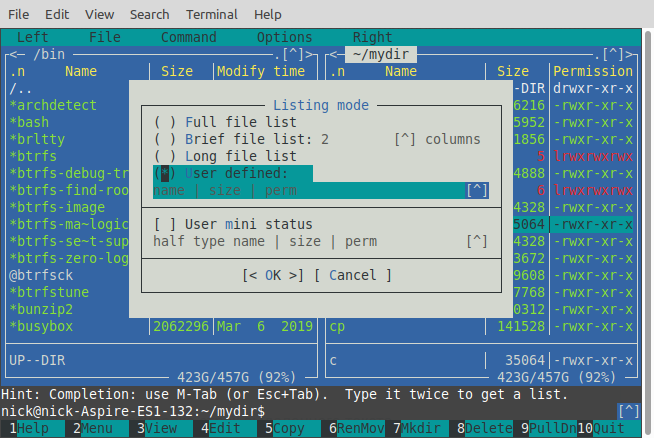 File Edit View Search Terminal Help
Left File Command Options Right
<─ /bin .[^]> <─ ~/mydir .[^]>
.n Name Size Modify time .n Name Size Permission
/.. --DIR drwxr-xr-x
*archdetect 6216 -rwxr-xr-x
*bash 5952 -rwxr-xr-x
*brltty 1856 -rwxr-xr-x
*btrfs 5 lrwxrwxrwx
*btrfs-debug-tr 4888 -rwxr-xr-x
*btrfs-find-roo 6 lrwxrwxrwx
*btrfs-image 4328 -rwxr-xr-x
*btrfs-ma~logic 5064 -rwxr-xr-x
*btrfs-se~t-sup 4328 -rwxr-xr-x
*btrfs-zero-log 3672 -rwxr-xr-x
@btrfsck 9608 -rwxr-xr-x
*btrfstune 7768 -rwxr-xr-x
*bunzip2 0312 -rwxr-xr-x
*busybox 2062296 Mar 6 2019 cp 141528 -rwxr-xr-x
UP--DIR c 35064 -rwxr-xr-x
423G/457G (92%) 423G/457G (92%)
Listing mode
( ) Full file list
( ) Brief file list: 2 [^] columns
( ) Long file list
(*) User defined:
name | size | perm [^]
[ ] User mini status
half type name | size | perm [^]
[< OK >] [ Cancel ]
Hint: Completion: use M-Tab (or Esc+Tab). Type it twice to get a list.
nick@nick-Aspire-ES1-132:~/mydir$ [^]
1Help 2Menu 3View 4Edit 5Copy 6RenMov 7Mkdir 8Delete 9PullDn 10Quit